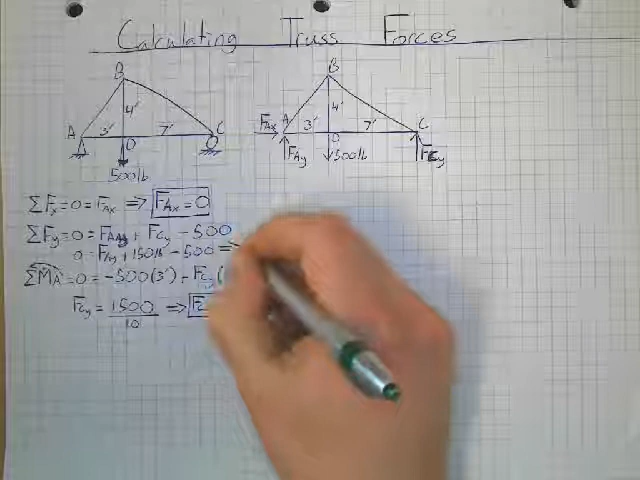 Calculating Truss Forces
B B
4' 4'
A 3' D 7' C FAx A 3' D 7' C
500lb FAy 500lb FCy
ΣFx=0=FAx => FAx=0
ΣFy=0=FAy+FCy-500
0=FAy+150lb-500 =>
ΣMA=0=-500(3')-FCy(
FCy=1500/10 =>